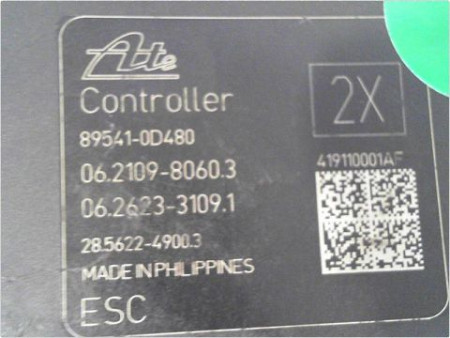 Ate
Controller
2X
89541-0D480
419110001AF
06.2109-8060.3
06.2623-3109.1
28.5622-4900.3
MADE IN PHILIPPINES
ESC